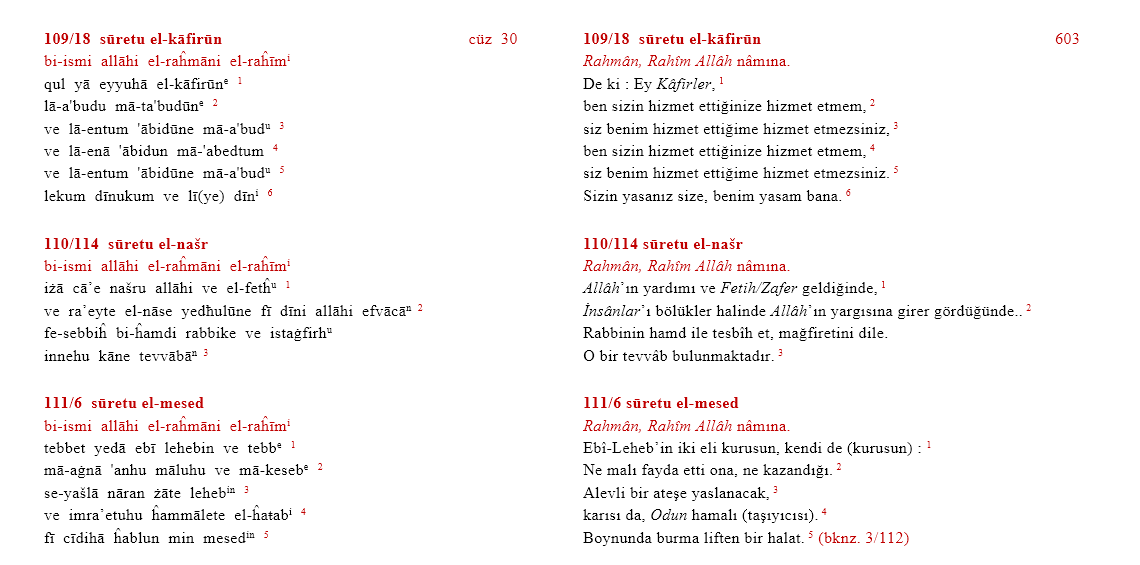 109/18 sūretu el-kāfirūn cüz 30
bi-ismi allāhi el-raĥmāni el-raĥīmⁱ
qul yā eyyuhā el-kāfirūnᵉ ¹
lā-a'budu mā-ta'budūnᵉ ²
ve lā-entum 'ābidūne mā-a'budᵘ ³
ve lā-enā 'ābidun mā-'abedtum ⁴
ve lā-entum 'ābidūne mā-a'budᵘ ⁵
lekum dīnukum ve lī(ye) dīnⁱ ⁶
110/114 sūretu el-našr
bi-ismi allāhi el-raĥmāni el-raĥīmⁱ
iżā cā’e našru allāhi ve el-fetĥᵘ ¹
ve ra’eyte el-nāse yedħulūne fī dīni allāhi efvācāⁿ ²
fe-sebbiĥ bi-ĥamdi rabbike ve istaġfirhᵘ
innehu kāne tevvābāⁿ ³
111/6 sūretu el-mesed
bi-ismi allāhi el-raĥmāni el-raĥīmⁱ
tebbet yedā ebī lehebin ve tebbᵉ ¹
mā-aġnā 'anhu māluhu ve mā-kesebᵉ ²
se-yašlā nāran żāte lehebⁱⁿ ³
ve imra’etuhu ĥammālete el-ĥaŧabⁱ ⁴
fī cīdihā ĥablun min mesedⁱⁿ ⁵
109/18 sūretu el-kāfirūn 603
Rahmân, Rahîm Allâh nâmına.
De ki : Ey Kâfirler, ¹
ben sizin hizmet ettiğinize hizmet etmem, ²
siz benim hizmet ettiğime hizmet etmezsiniz, ³
ben sizin hizmet ettiğinize hizmet etmem, ⁴
siz benim hizmet ettiğime hizmet etmezsiniz. ⁵
Sizin yasanız size, benim yasam bana. ⁶
110/114 sūretu el-našr
Rahmân, Rahîm Allâh nâmına.
Allâh’ın yardımı ve Fetih/Zafer geldiğinde, ¹
İnsânlar’ı bölükler halinde Allâh’ın yargısına girer gördüğünde.. ²
Rabbinin hamd ile tesbîh et, mağfiretini dile.
O bir tevvâb bulunmaktadır. ³
111/6 sūretu el-mesed
Rahmân, Rahîm Allâh nâmına.
Ebî-Leheb’in iki eli kurusun, kendi de (kurusun) : ¹
Ne malı fayda etti ona, ne kazandığı. ²
Alevli bir ateşe yaslanacak, ³
karısı da, Odun hamalı (taşıyıcısı). ⁴
Boynunda burma liften bir halat. ⁵ (bknz. 3/112)